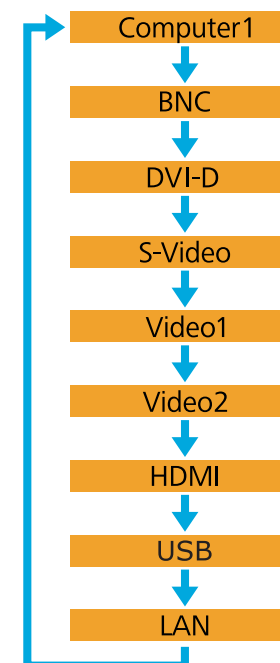 Computer1
BNC
DVI-D
S-Video
Video1
Video2
HDMI
USB
LAN